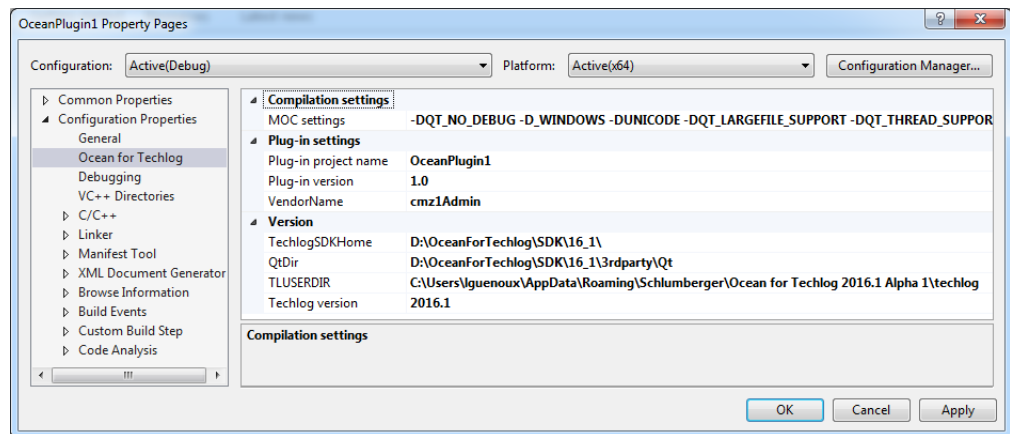 OceanPlugin1 Property Pages
Configuration: Active(Debug) Platform: Active(x64) Configuration Manager...
Common Properties
Configuration Properties
General
Ocean for Techlog
Debugging
VC++ Directories
C/C++
Linker
Manifest Tool
XML Document Generator
Browse Information
Build Events
Custom Build Step
Code Analysis
Compilation settings
MOC settings -DQT_NO_DEBUG -D_WINDOWS -DUNICODE -DQT_LARGEFILE_SUPPORT -DQT_THREAD_SUPPOR
Plug-in settings
Plug-in project name OceanPlugin1
Plug-in version 1.0
VendorName cmz1Admin
Version
TechlogSDKHome D:\OceanForTechlog\SDK\16_1\
QtDir D:\OceanForTechlog\SDK\16_1\3rdparty\Qt
TLUSERDIR C:\Users\lguenoux\AppData\Roaming\Schlumberger\Ocean for Techlog 2016.1 Alpha 1\techlog
Techlog version 2016.1
Compilation settings
OK Cancel Apply